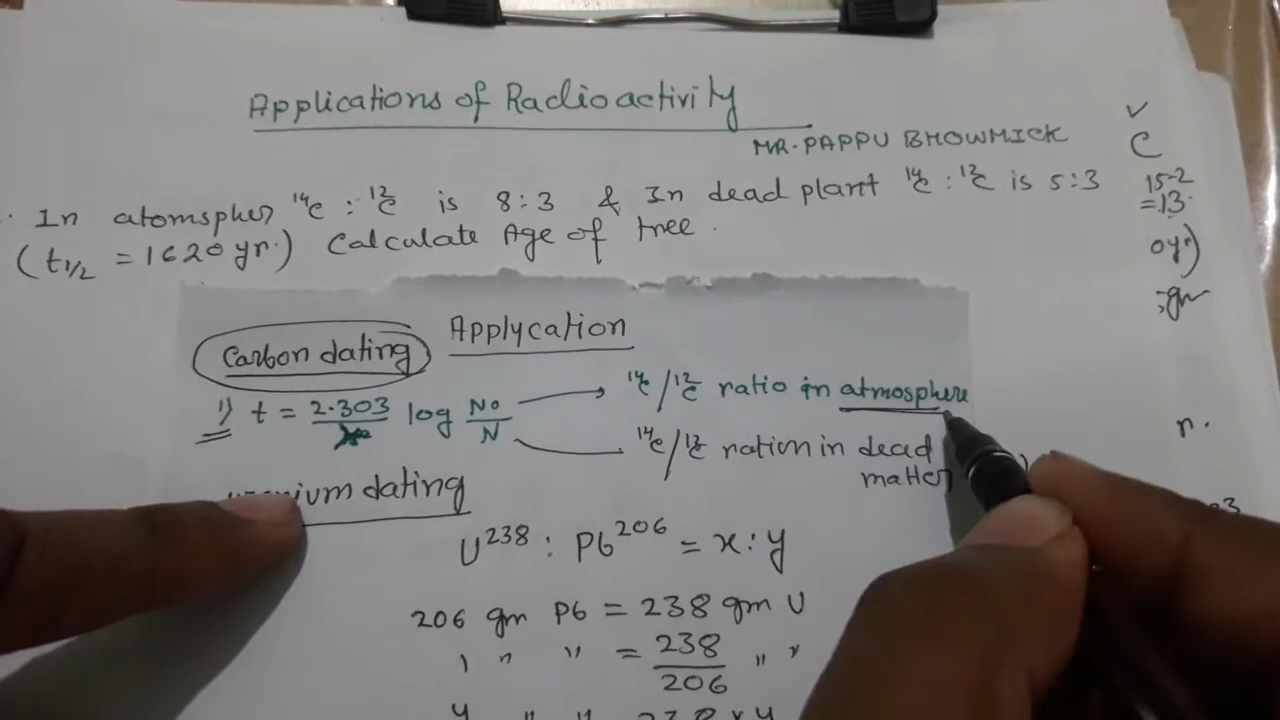 Applications of Radioactivity
MR. PAPPU BHOWMICK
In atomspher ¹⁴C : ¹²C is 8:3 & In dead plant ¹⁴C : ¹²C is 5:3
(t1/2 = 1620 yr.) Calculate Age of tree.
C
15-2
=13.
0yr)
gm
Carbon dating Applycation
1) t = 2.303 log N₀/N
¹⁴C/¹²C ratio in atmosphere
¹⁴C/¹²C ration in dead
matter
dating
U²³⁸ : Pb²⁰⁶ = x : y
206 gm Pb = 238 gm U
1 " " = 238/206 " "
y " " 238 x y
n.